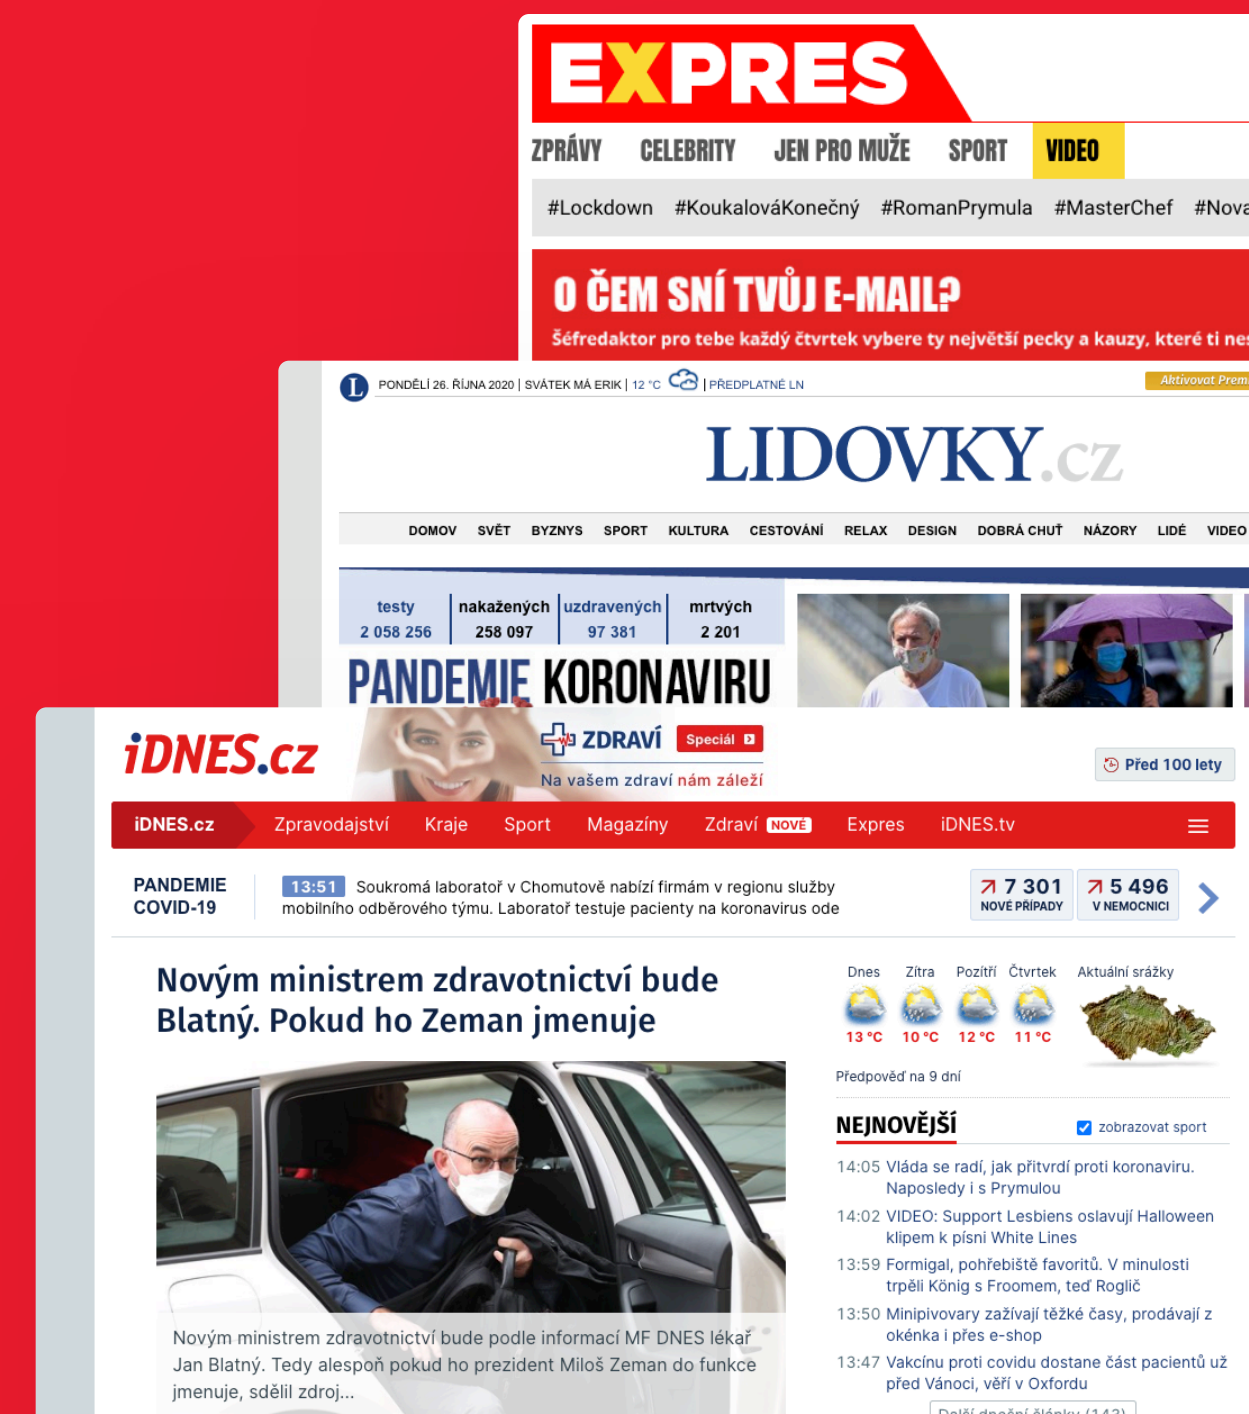 EXPRES
ZPRÁVY CELEBRITY JEN PRO MUŽE SPORT VIDEO
#Lockdown #KoukalováKonečný #RomanPrymula #MasterChef #Nova
O ČEM SNÍ TVŮJ E-MAIL?
Šéfredaktor pro tebe každý čtvrtek vybere ty největší pecky a kauzy, které ti nes
L PONDĚLÍ 26. ŘÍJNA 2020 | SVÁTEK MÁ ERIK | 12 °C | PŘEDPLATNÉ LN
Aktivovat Prem
LIDOVKY.cz
DOMOV SVĚT BYZNYS SPORT KULTURA CESTOVÁNÍ RELAX DESIGN DOBRÁ CHUŤ NÁZORY LIDÉ VIDEO
testy nakažených uzdravených mrtvých
2 058 256 258 097 97 381 2 201
PANDEMIE KORONAVIRU
iDNES.cz
ZDRAVÍ Speciál
Na vašem zdraví nám záleží
Před 100 lety
iDNES.cz Zpravodajství Kraje Sport Magazíny Zdraví NOVÉ Expres iDNES.tv
PANDEMIE
COVID-19
13:51 Soukromá laboratoř v Chomutově nabízí firmám v regionu služby
mobilního odběrového týmu. Laboratoř testuje pacienty na koronavirus ode
7 301
NOVÉ PŘÍPADY
5 496
V NEMOCNICI
Novým ministrem zdravotnictví bude
Blatný. Pokud ho Zeman jmenuje
Novým ministrem zdravotnictví bude podle informací MF DNES lékař
Jan Blatný. Tedy alespoň pokud ho prezident Miloš Zeman do funkce
jmenuje, sdělil zdroj...
Dnes Zítra Pozítří Čtvrtek Aktuální srážky
13 °C 10 °C 12 °C 11 °C
Předpověď na 9 dní
NEJNOVĚJŠÍ
zobrazovat sport
14:05 Vláda se radí, jak přitvrdí proti koronaviru.
Naposledy i s Prymulou
14:02 VIDEO: Support Lesbiens oslavují Halloween
klipem k písni White Lines
13:59 Formigal, pohřebiště favoritů. V minulosti
trpěli König s Froomem, teď Roglič
13:50 Minipivovary zažívají těžké časy, prodávají z
okénka i přes e-shop
13:47 Vakcínu proti covidu dostane část pacientů už
před Vánoci, věří v Oxfordu
Další dnešní články (143)